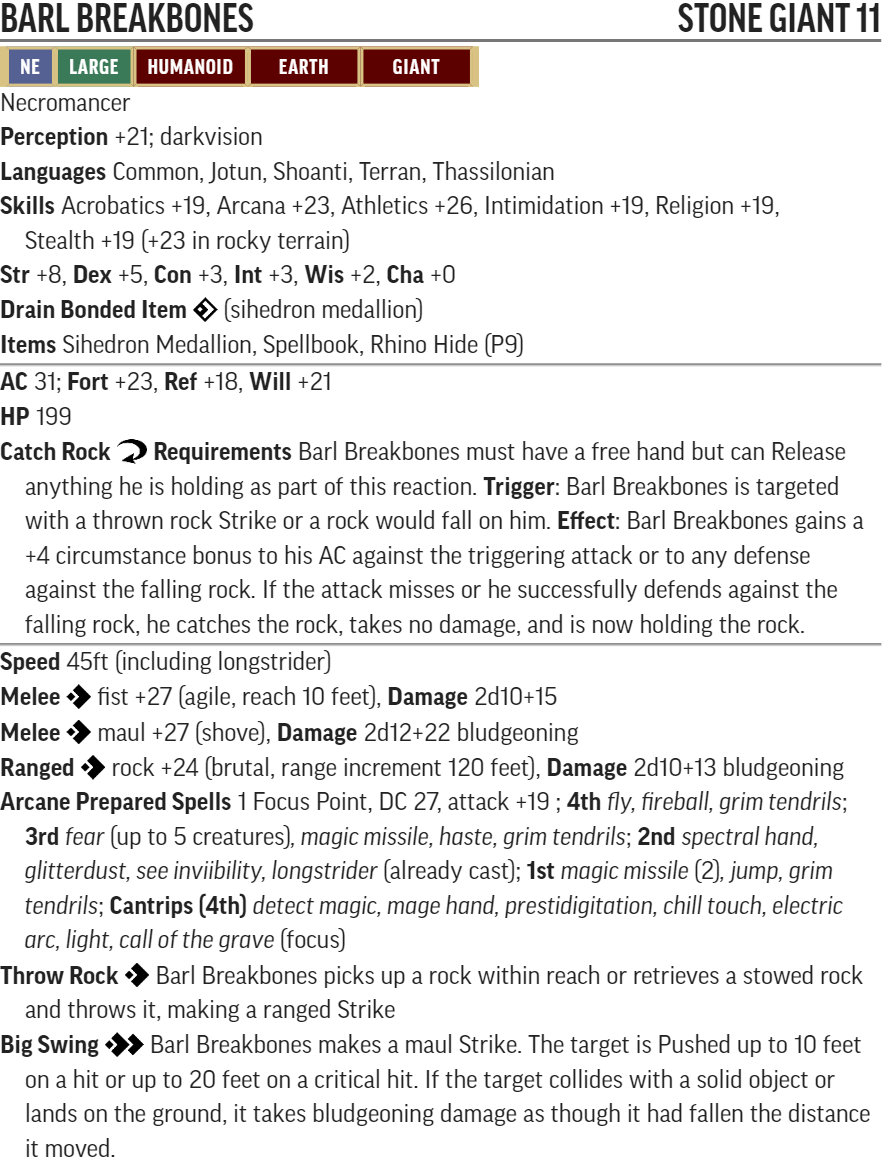 BARL BREAKBONES STONE GIANT 11
NE LARGE HUMANOID EARTH GIANT
Necromancer
Perception +21; darkvision
Languages Common, Jotun, Shoanti, Terran, Thassilonian
Skills Acrobatics +19, Arcana +23, Athletics +26, Intimidation +19, Religion +19,
Stealth +19 (+23 in rocky terrain)
Str +8, Dex +5, Con +3, Int +3, Wis +2, Cha +0
Drain Bonded Item (sihedron medallion)
Items Sihedron Medallion, Spellbook, Rhino Hide (P9)
AC 31; Fort +23, Ref +18, Will +21
HP 199
Catch Rock Requirements Barl Breakbones must have a free hand but can Release
anything he is holding as part of this reaction. Trigger: Barl Breakbones is targeted
with a thrown rock Strike or a rock would fall on him. Effect: Barl Breakbones gains a
+4 circumstance bonus to his AC against the triggering attack or to any defense
against the falling rock. If the attack misses or he successfully defends against the
falling rock, he catches the rock, takes no damage, and is now holding the rock.
Speed 45ft (including longstrider)
Melee fist +27 (agile, reach 10 feet), Damage 2d10+15
Melee maul +27 (shove), Damage 2d12+22 bludgeoning
Ranged rock +24 (brutal, range increment 120 feet), Damage 2d10+13 bludgeoning
Arcane Prepared Spells 1 Focus Point, DC 27, attack +19 ; 4th fly, fireball, grim tendrils;
3rd fear (up to 5 creatures), magic missile, haste, grim tendrils; 2nd spectral hand,
glitterdust, see inviibility, longstrider (already cast); 1st magic missile (2), jump, grim
tendrils; Cantrips (4th) detect magic, mage hand, prestidigitation, chill touch, electric
arc, light, call of the grave (focus)
Throw Rock Barl Breakbones picks up a rock within reach or retrieves a stowed rock
and throws it, making a ranged Strike
Big Swing Barl Breakbones makes a maul Strike. The target is Pushed up to 10 feet
on a hit or up to 20 feet on a critical hit. If the target collides with a solid object or
lands on the ground, it takes bludgeoning damage as though it had fallen the distance
it moved.